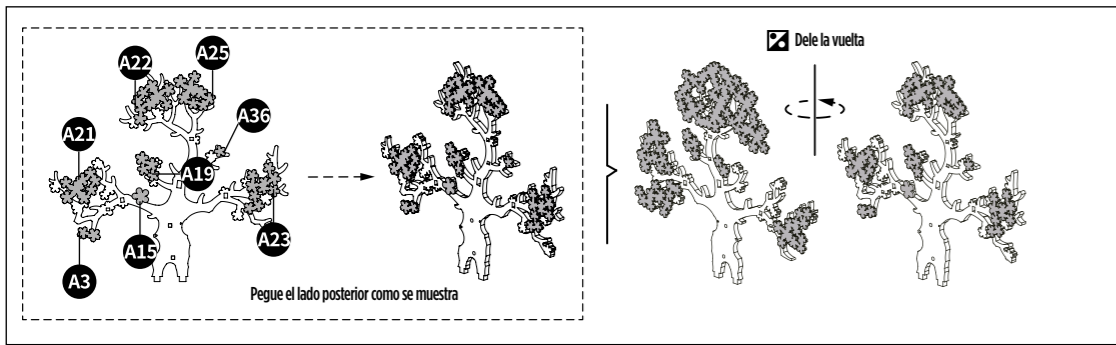 A22
A25
A36
A21
A19
A23
A15
A3
Pegue el lado posterior como se muestra
Dele la vuelta